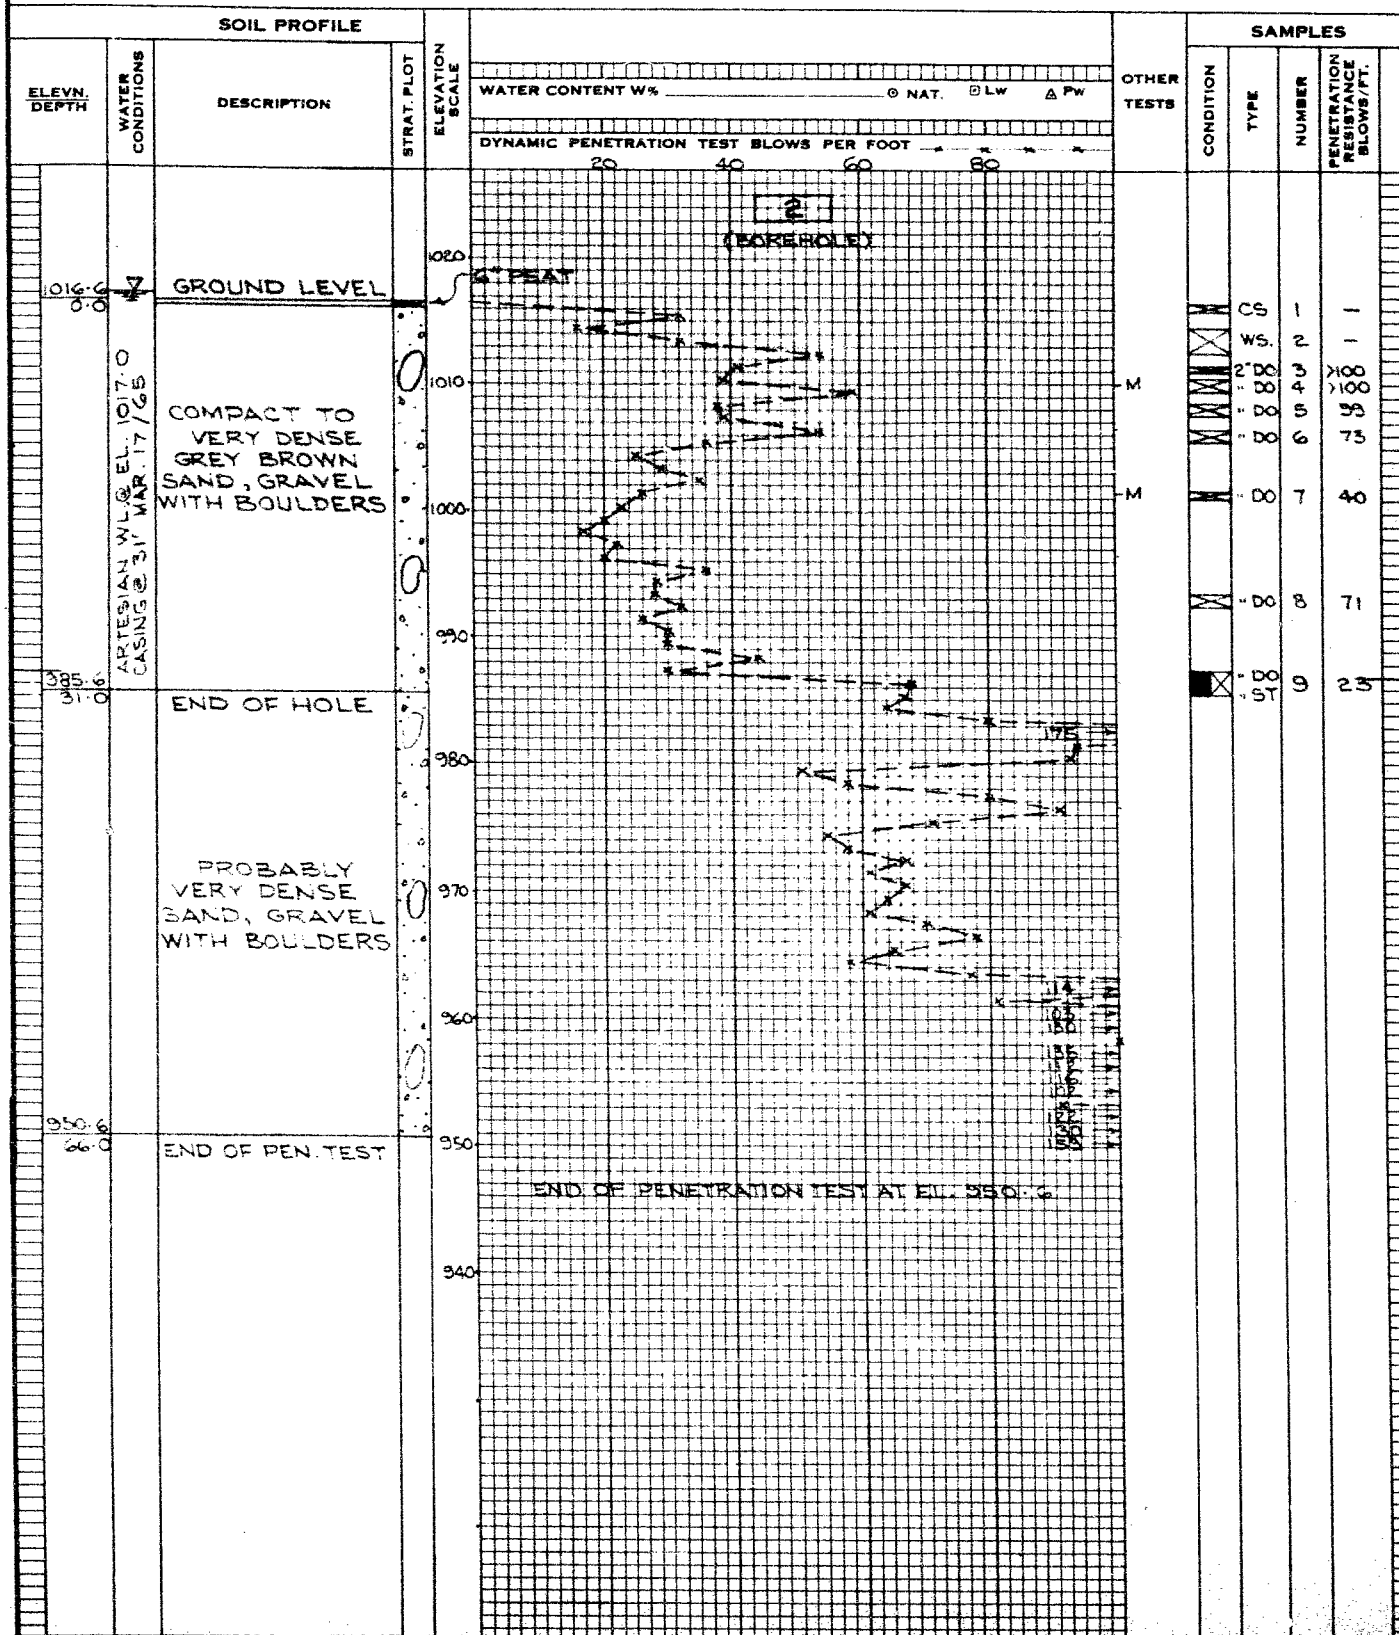 SOIL PROFILE
SAMPLES
ELEVN.
DEPTH
WATER
CONDITIONS
DESCRIPTION
STRAT. PLOT
ELEVATION
SCALE
WATER CONTENT W% NAT. LW PW
DYNAMIC PENETRATION TEST BLOWS PER FOOT
20 40 60 80
OTHER
TESTS
CONDITION
TYPE
NUMBER
PENETRATION
RESISTANCE
BLOWS/FT.
2
(BOREHOLE)
1020
6" PEAT
1016.6
0.0
GROUND LEVEL
CS 1 –
WS. 2 –
2" DO 3 >100
1010
M
" DO 4 >100
" DO 5
" DO 6 73
ARTESIAN W.L. @ EL. 1017.0
CASING @ 31' MAR. 17/65
COMPACT TO
VERY DENSE
GREY BROWN
SAND, GRAVEL
WITH BOULDERS
1000
M
" DO 7 40
" DO 8 71
990
985.6
31.0
END OF HOLE
" DO
" ST
9 23
175
980
PROBABLY
VERY DENSE
SAND, GRAVEL
WITH BOULDERS
970
960
950.6
66.0
END OF PEN. TEST
950
END OF PENETRATION TEST AT EL. 950.6
940